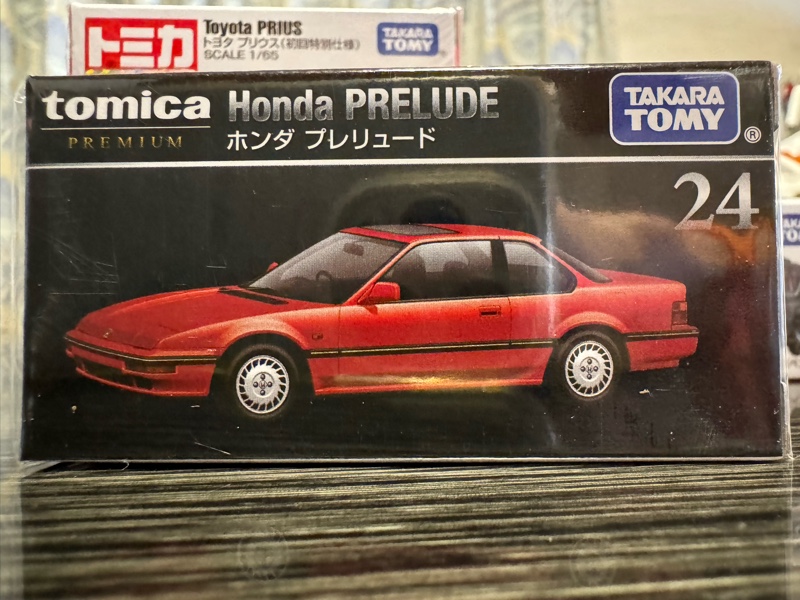 トミカ
Toyota PRIUS
トヨタ プリウス(初回特別仕様)
SCALE 1/65
TAKARA
TOMY
tomica
PREMIUM
Honda PRELUDE
ホンダ プレリュード
TAKARA
TOMY
®
24